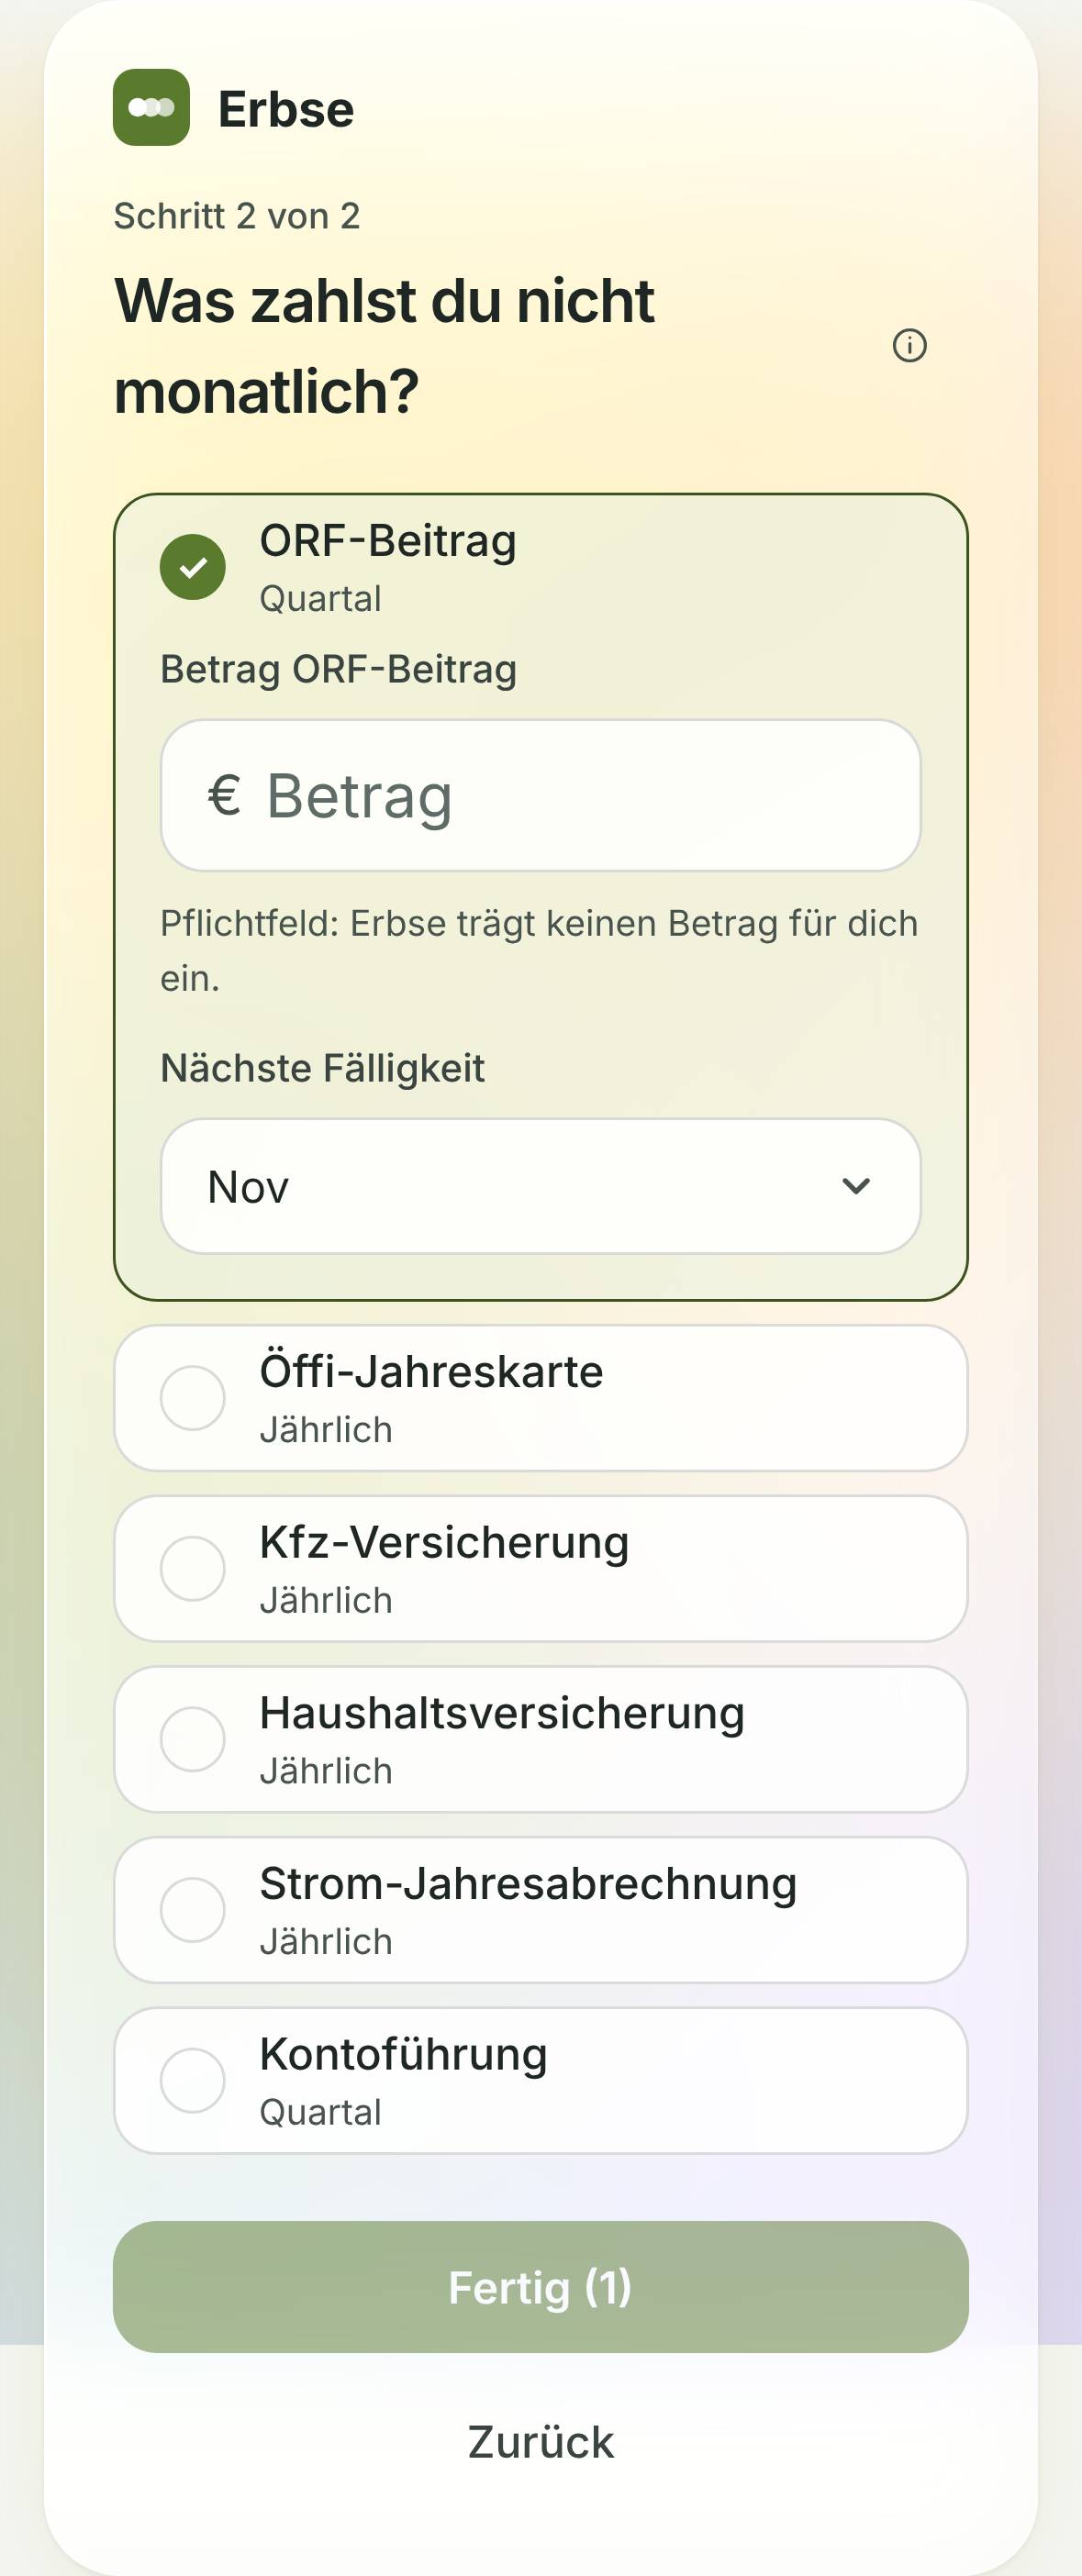 Erbse
Schritt 2 von 2
Was zahlst du nicht
monatlich?
ORF-Beitrag
Quartal
Betrag ORF-Beitrag
€ Betrag
Pflichtfeld: Erbse trägt keinen Betrag für dich
ein.
Nächste Fälligkeit
Nov
Öffi-Jahreskarte
Jährlich
Kfz-Versicherung
Jährlich
Haushaltsversicherung
Jährlich
Strom-Jahresabrechnung
Jährlich
Kontoführung
Quartal
Fertig (1)
Zurück